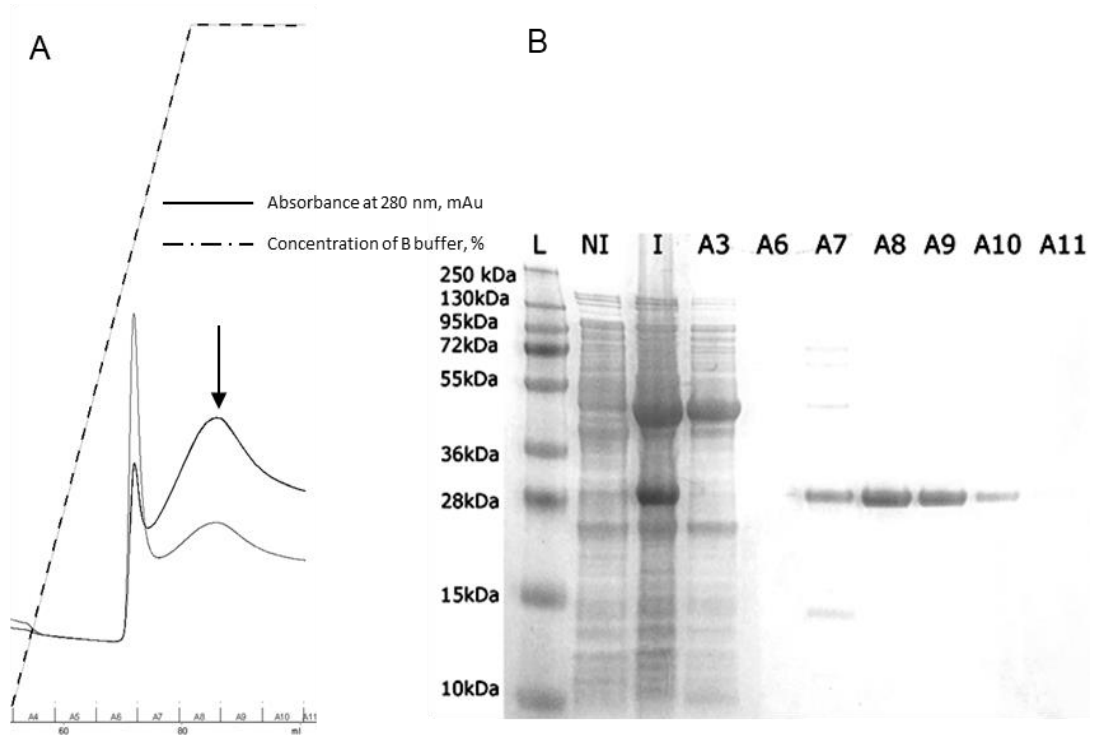 A
B
Absorbance at 280 nm, mAu
Concentration of B buffer, %
L NI I A3 A6 A7 A8 A9 A10 A11
250 kDa
130kDa
95kDa
72kDa
55kDa
36kDa
28kDa
15kDa
10kDa
A4 A5 A6 A7 A8 A9 A10 A11
60 80 ml